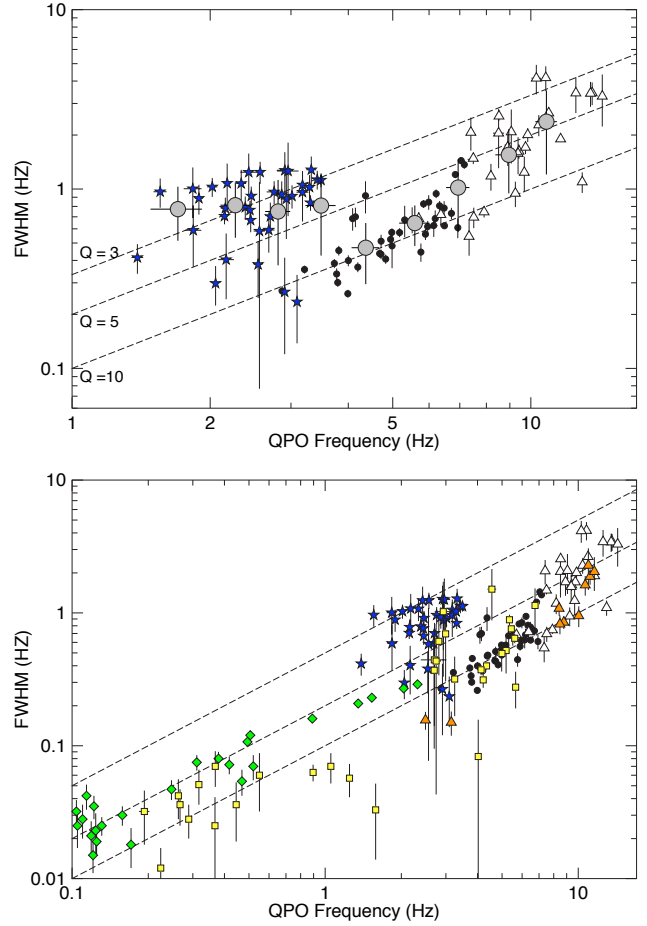 10
1
0.1
FWHM (HZ)
Q = 3
Q = 5
Q =10
1
2
5
10
QPO Frequency (Hz)
10
1
0.1
0.01
FWHM (HZ)
0.1
1
10
QPO Frequency (Hz)